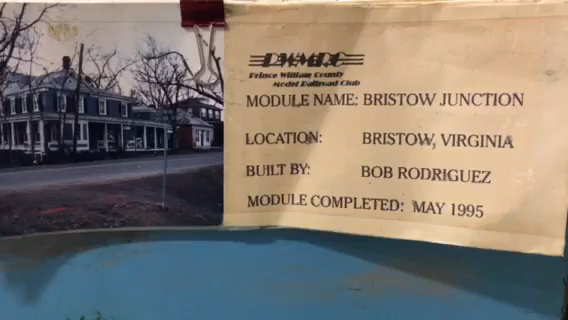 PWMRC
Prince William County
Model Railroad Club
MODULE NAME: BRISTOW JUNCTION
LOCATION: BRISTOW, VIRGINIA
BUILT BY: BOB RODRIGUEZ
MODULE COMPLETED: MAY 1995